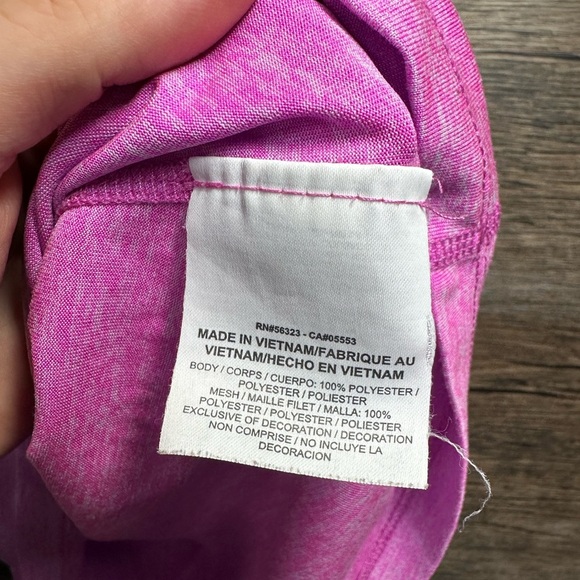 RN#56323 - CA#05553
MADE IN VIETNAM/FABRIQUE AU
VIETNAM/HECHO EN VIETNAM
BODY / CORPS / CUERPO: 100% POLYESTER /
POLYESTER / POLIESTER
MESH / MAILLE FILET / MALLA: 100%
POLYESTER / POLYESTER / POLIESTER
EXCLUSIVE OF DECORATION / DECORATION
NON COMPRISE / NO INCLUYE LA
DECORACION